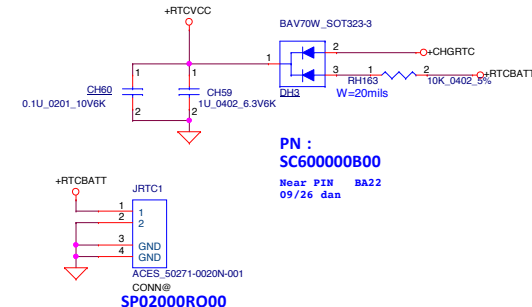 +RTCVCC
BAV70W_SOT323-3
1
2
+CHGRTC
3
1
2
+RTCBATT
RH163
10K_0402_5%
DH3
W=20mils
1
1
CH60
CH59
0.1U_0201_10V6K
1U_0402_6.3V6K
2
2
PN :
SC600000B00
Near PIN BA22
09/26 dan
+RTCBATT
JRTC1
1
1
2
2
3
GND
4
GND
ACES_50271-0020N-001
CONN@
SP02000RO00